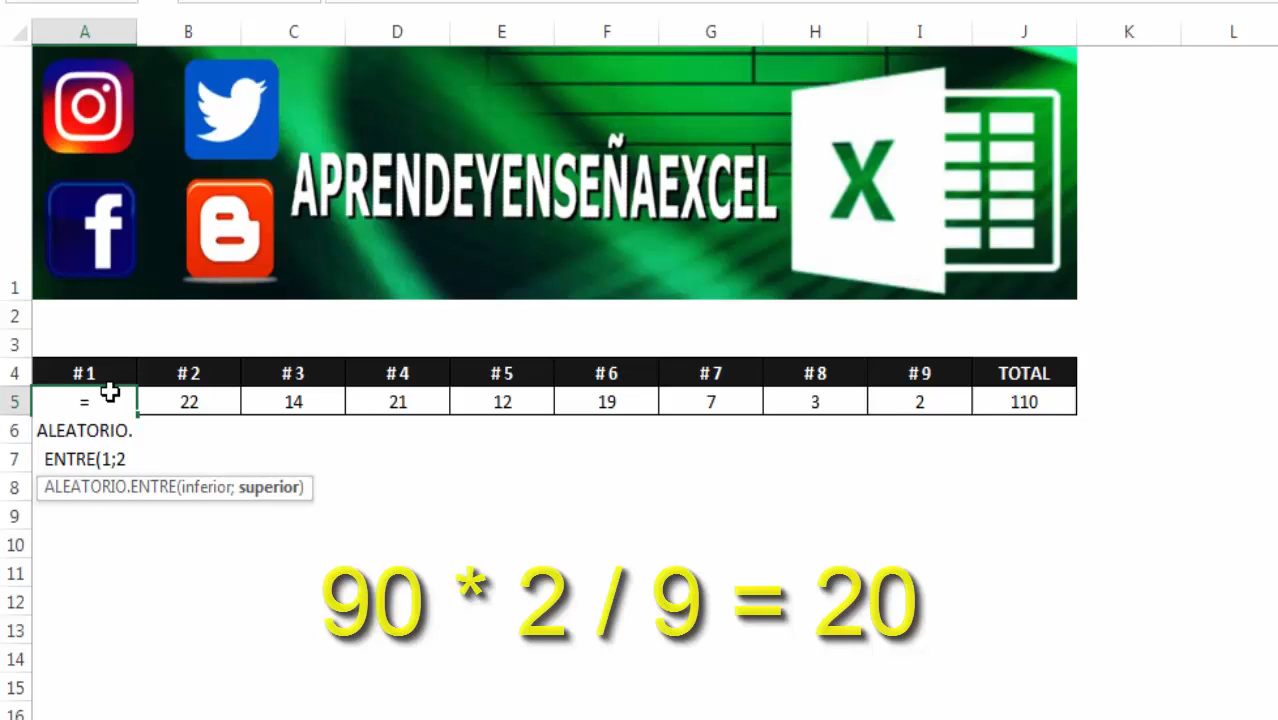 A B C D E F G H I J K L
APRENDEYENSEÑAEXCEL
1
2
3
4 #1 #2 #3 #4 #5 #6 #7 #8 #9 TOTAL
5 = 22 14 21 12 19 7 3 2 110
6 ALEATORIO.
7 ENTRE(1;2
8 ALEATORIO.ENTRE(inferior; superior)
9
10
11
12 90 * 2 / 9 = 20
13
14
15
16